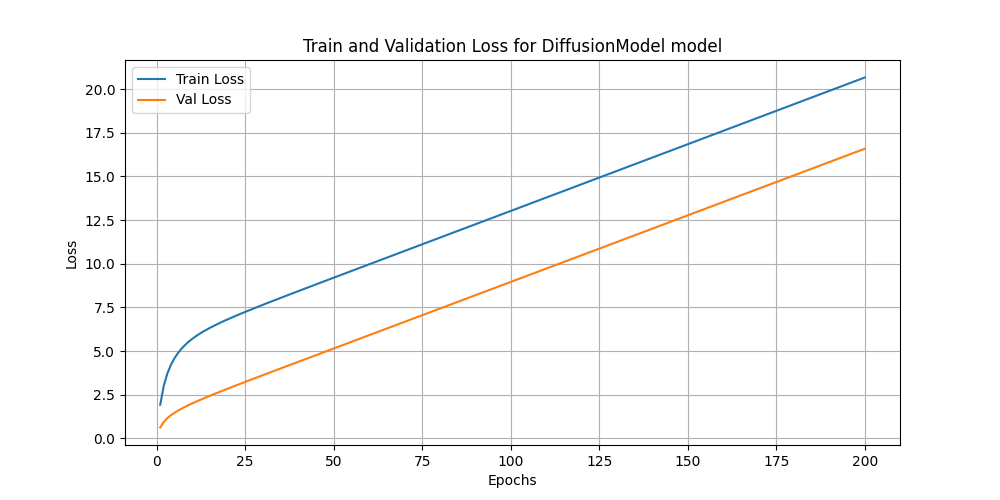 Train and Validation Loss for DiffusionModel model
Train Loss
Val Loss
Loss
20.0
17.5
15.0
12.5
10.0
7.5
5.0
2.5
0.0
0 25 50 75 100 125 150 175 200
Epochs